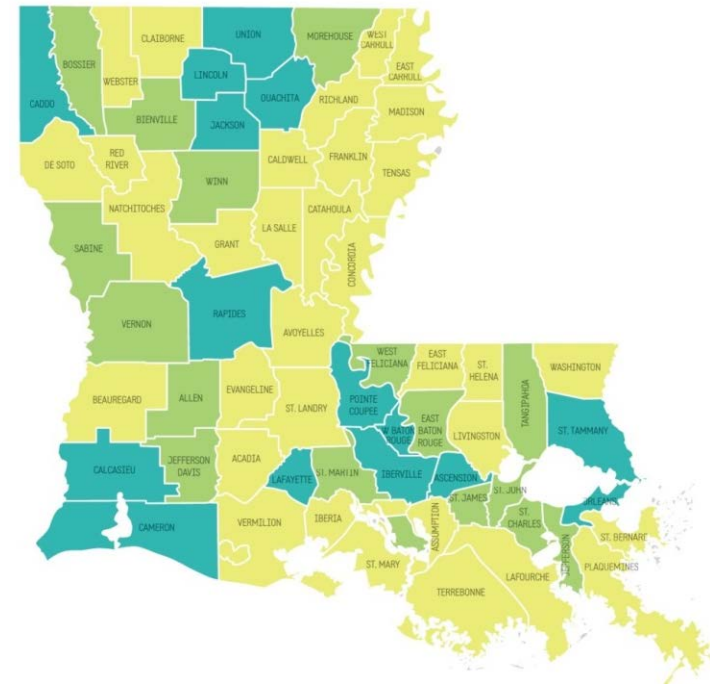 UNION
CLAIBORNE
MOREHOUSE
WEST
CARROLL
EAST
CARROLL
BOSSIER
WEBSTER
LINCOLN
CADDO
OUACHITA
RICHLAND
MADISON
BIENVILLE
JACKSON
DE SOTO
RED
RIVER
CALDWELL
FRANKLIN
TENSAS
WINN
NATCHITOCHES
CATAHOULA
LA SALLE
GRANT
SABINE
CONCORDIA
RAPIDES
VERNON
AVOYELLES
WEST
FELICIANA
EAST
FELICIANA
ST.
HELENA
WASHINGTON
TANGIPAHOA
EVANGELINE
BEAUREGARD
ALLEN
POINTE
COUPEE
ST. LANDRY
EAST
BATON
ROUGE
W BATON
ROUGE
LIVINGSTON
ST. TAMMANY
CALCASIEU
JEFFERSON
DAVIS
ACADIA
LAFAYETTE
ST. MARTIN
IBERVILLE
ASCENSION
ST. JAMES
ST. JOHN
ORLEANS
CAMERON
VERMILION
IBERIA
ASSUMPTION
ST.
CHARLES
JEFFERSON
ST. BERNARD
PLAQUEMINES
ST. MARY
LAFOURCHE
TERREBONNE